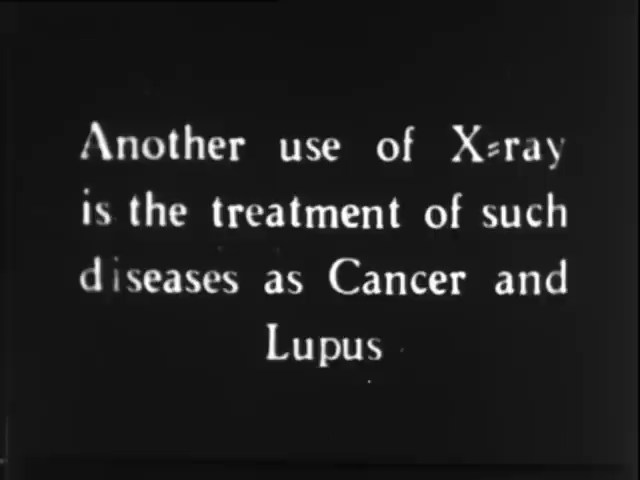 Another use of X=ray
is the treatment of such
diseases as Cancer and
Lupus